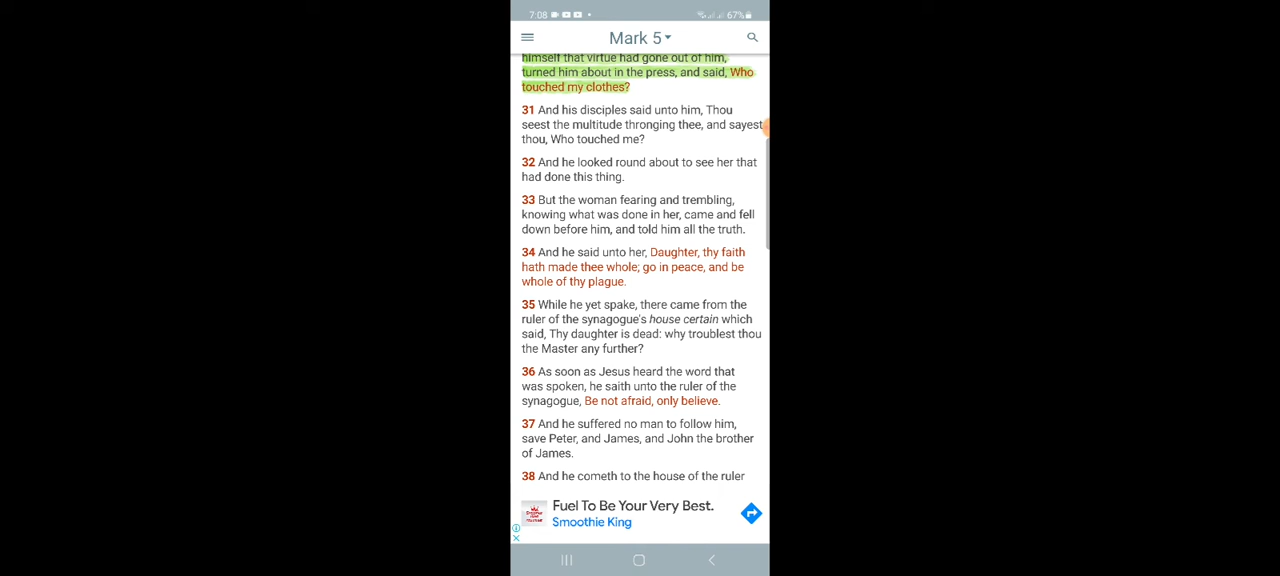 7:08
67%
Mark 5
himself that virtue had gone out of him,
turned him about in the press, and said, Who
touched my clothes?
31 And his disciples said unto him, Thou
seest the multitude thronging thee, and sayest
thou, Who touched me?
32 And he looked round about to see her that
had done this thing.
33 But the woman fearing and trembling,
knowing what was done in her, came and fell
down before him, and told him all the truth.
34 And he said unto her, Daughter, thy faith
hath made thee whole; go in peace, and be
whole of thy plague.
35 While he yet spake, there came from the
ruler of the synagogue's house certain which
said, Thy daughter is dead: why troublest thou
the Master any further?
36 As soon as Jesus heard the word that
was spoken, he saith unto the ruler of the
synagogue, Be not afraid, only believe.
37 And he suffered no man to follow him,
save Peter, and James, and John the brother
of James.
38 And he cometh to the house of the ruler
Fuel To Be Your Very Best.
Smoothie King